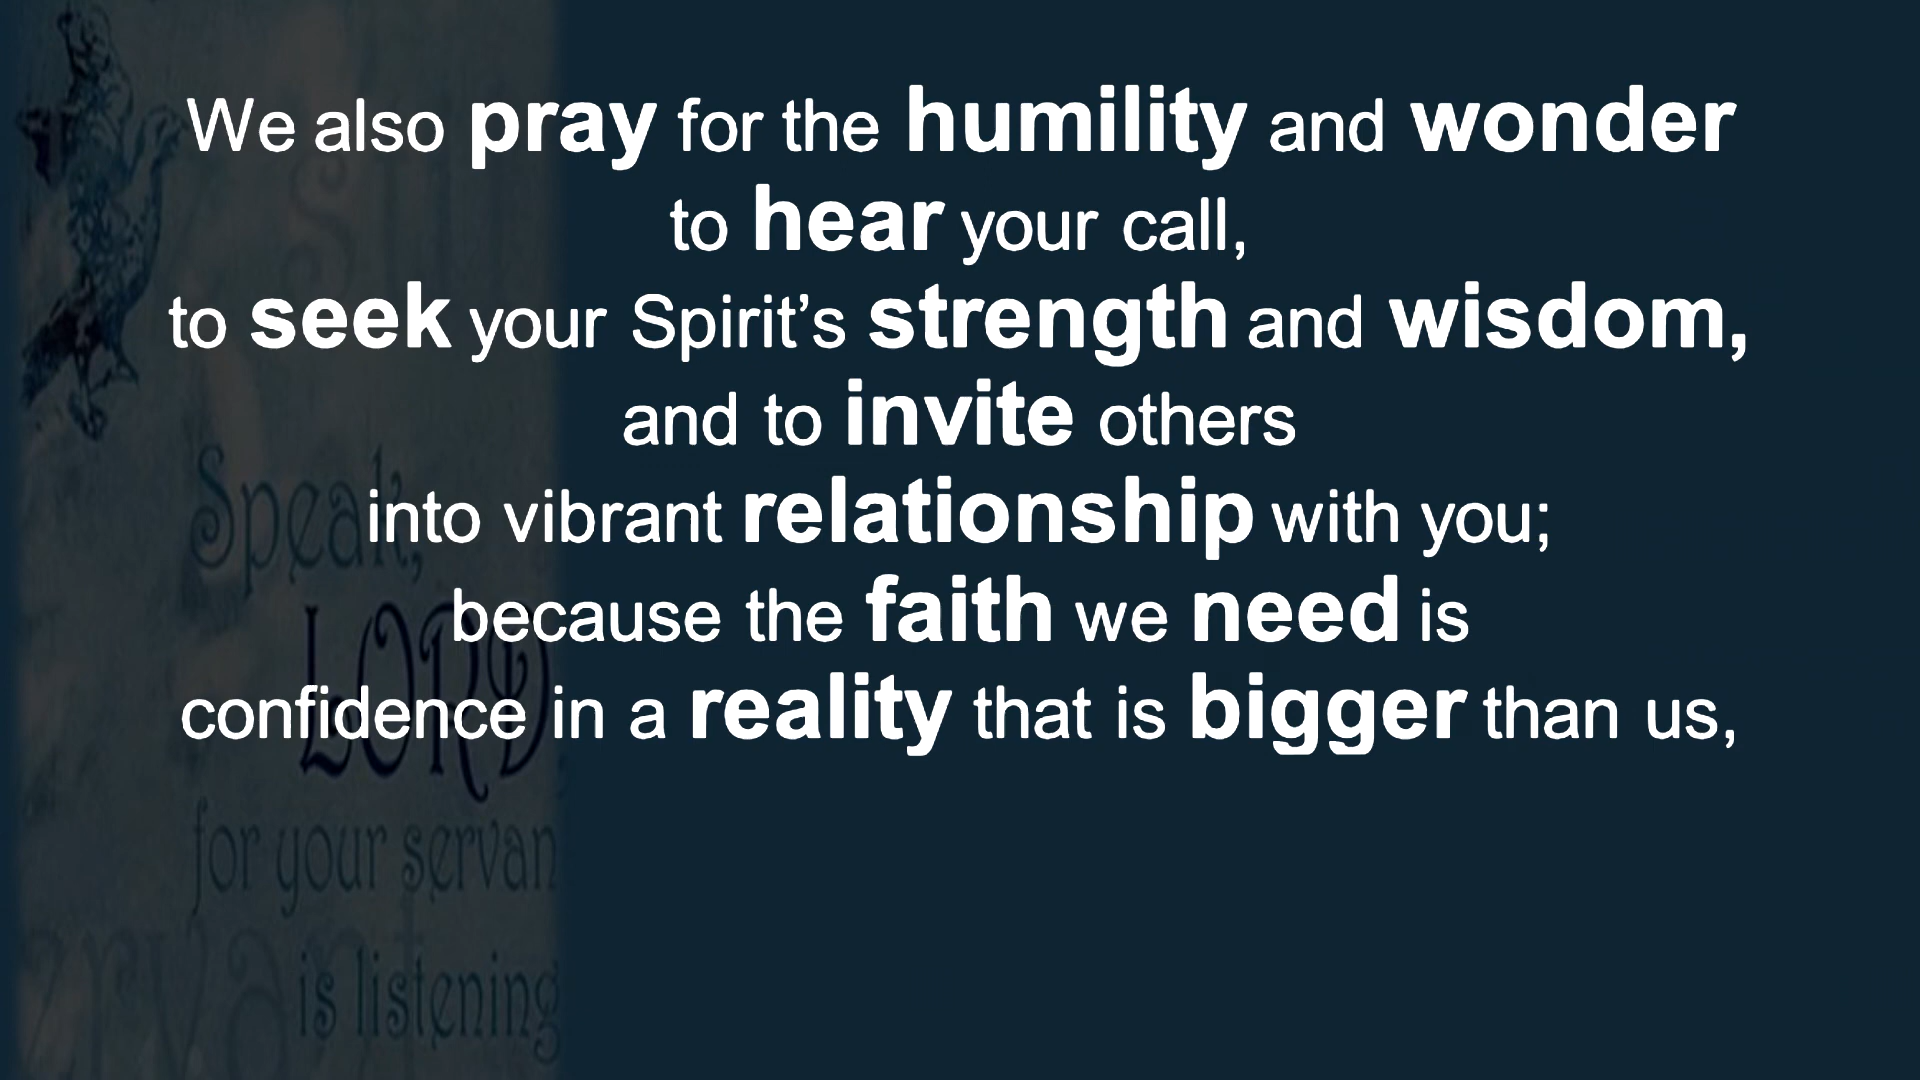 We also pray for the humility and wonder
to hear your call,
to seek your Spirit’s strength and wisdom,
and to invite others
into vibrant relationship with you;
because the faith we need is
confidence in a reality that is bigger than us,
Speak,
LORD
for your servan
is listening